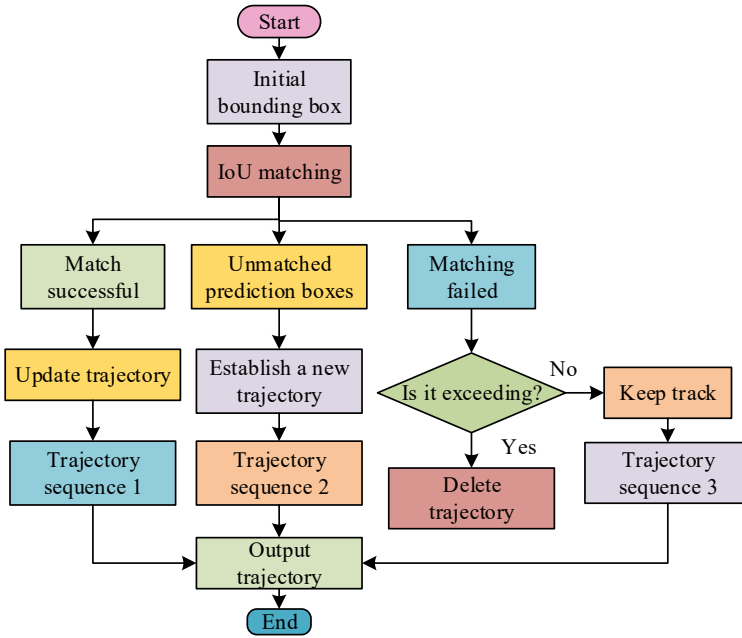 Start
Initial
bounding box
IoU matching
Match
successful
Unmatched
prediction boxes
Matching
failed
Update trajectory
Establish a new
trajectory
Is it exceeding?
No
Keep track
Yes
Trajectory
sequence 1
Trajectory
sequence 2
Delete
trajectory
Trajectory
sequence 3
Output
trajectory
End